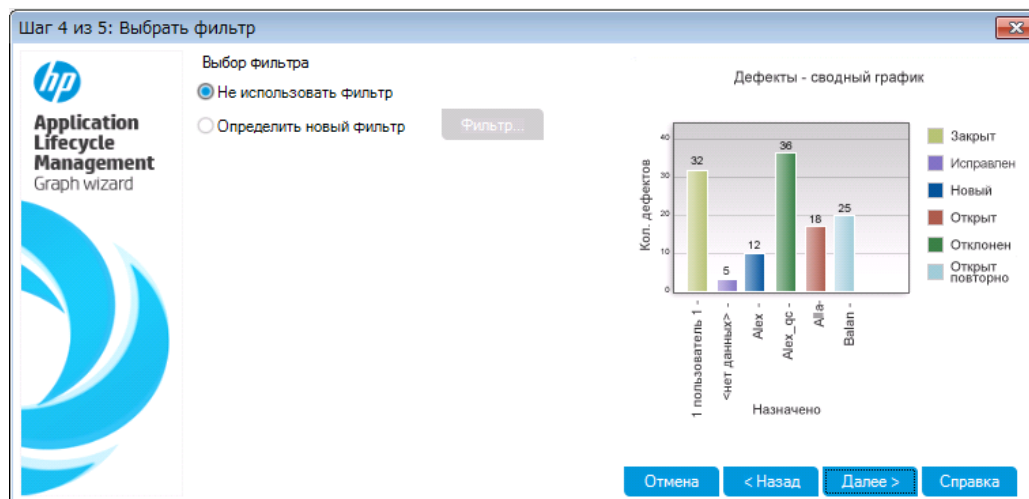 Шаг 4 из 5: Выбрать фильтр
hp
Application
Lifecycle
Management
Graph wizard
Выбор фильтра
Не использовать фильтр
Определить новый фильтр
Фильтр...
Дефекты - сводный график
Кол. дефектов
40
30
20
10
0
32
5
12
36
18
25
1 пользователь 1 -
<нет данных> -
Alex -
Alex_qc -
Alla-
Balan -
Назначено
Закрыт
Исправлен
Новый
Открыт
Отклонен
Открыт
повторно
Отмена
< Назад
Далее >
Справка